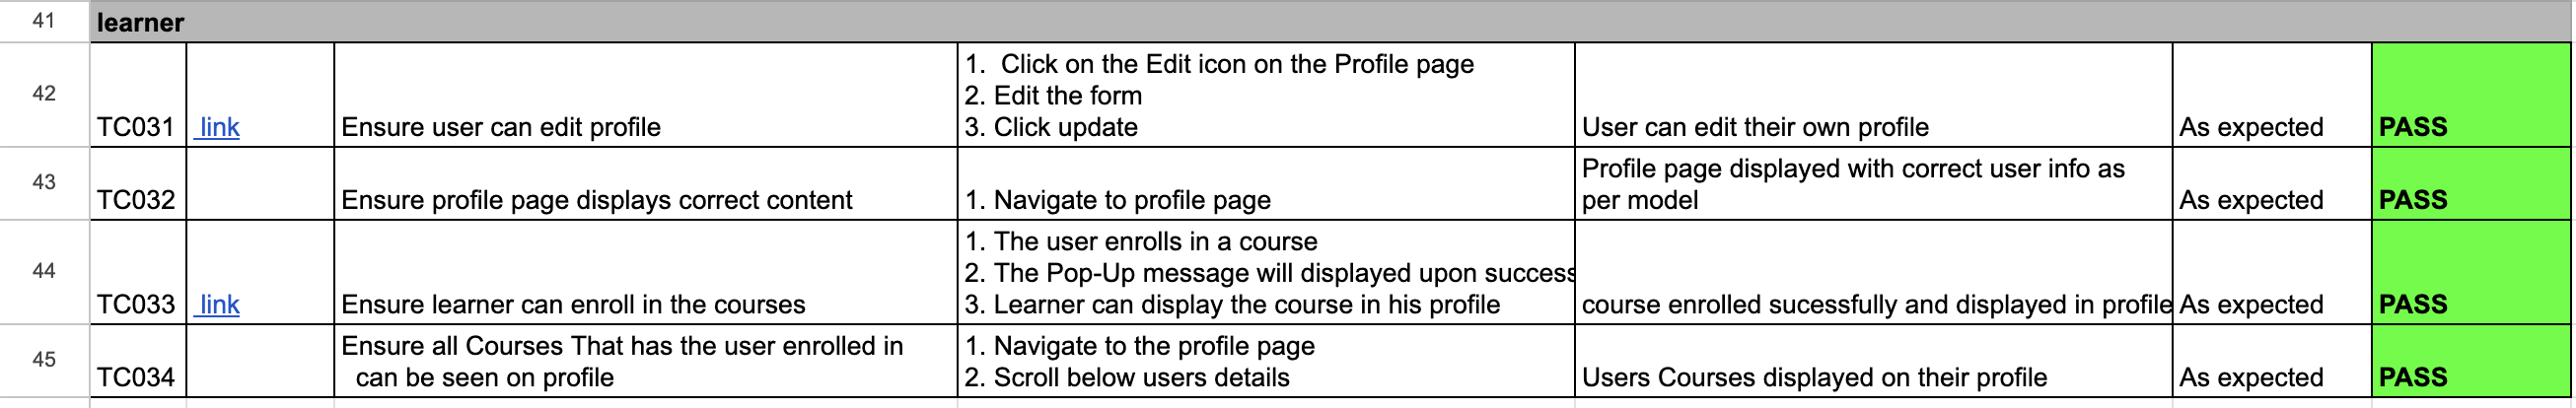 41 learner
42
1.  Click on the Edit icon on the Profile page
2. Edit the form
TC031 link Ensure user can edit profile 3. Click update User can edit their own profile As expected PASS
43
Profile page displayed with correct user info as
TC032 Ensure profile page displays correct content 1. Navigate to profile page per model As expected PASS
44
1. The user enrolls in a course
2. The Pop-Up message will displayed upon success
TC033 link Ensure learner can enroll in the courses 3. Learner can display the course in his profile course enrolled sucessfully and displayed in profile As expected PASS
45
Ensure all Courses That has the user enrolled in 1. Navigate to the profile page
TC034 can be seen on profile 2. Scroll below users details Users Courses displayed on their profile As expected PASS